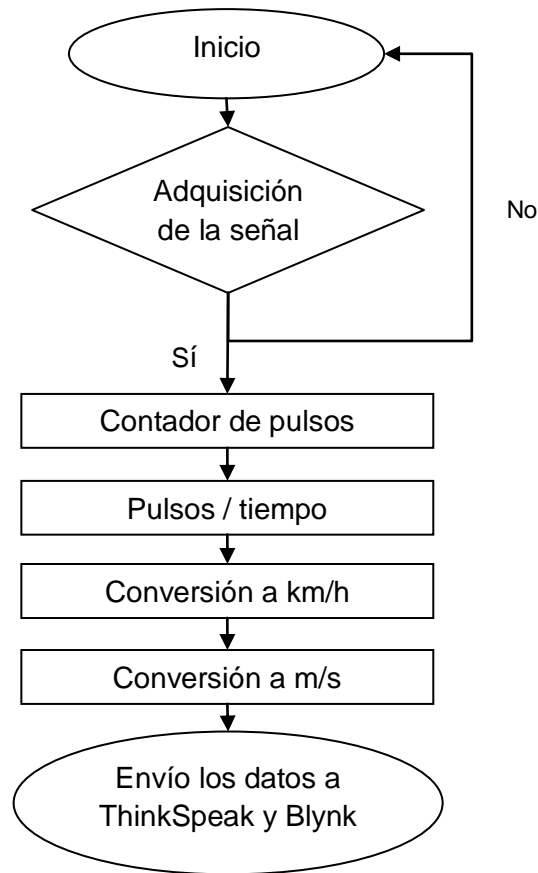 Inicio
Adquisición
de la señal
No
Sí
Contador de pulsos
Pulsos / tiempo
Conversión a km/h
Conversión a m/s
Envío los datos a
ThinkSpeak y Blynk